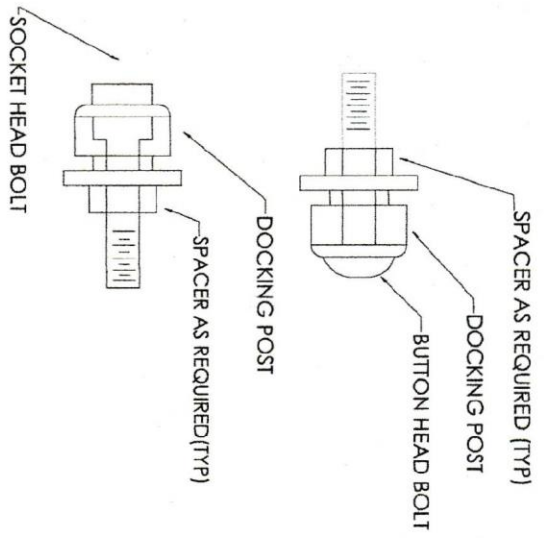 SPACER AS REQUIRED (TYP)
DOCKING POST
BUTTON HEAD BOLT
DOCKING POST
SPACER AS REQUIRED(TYP)
SOCKET HEAD BOLT